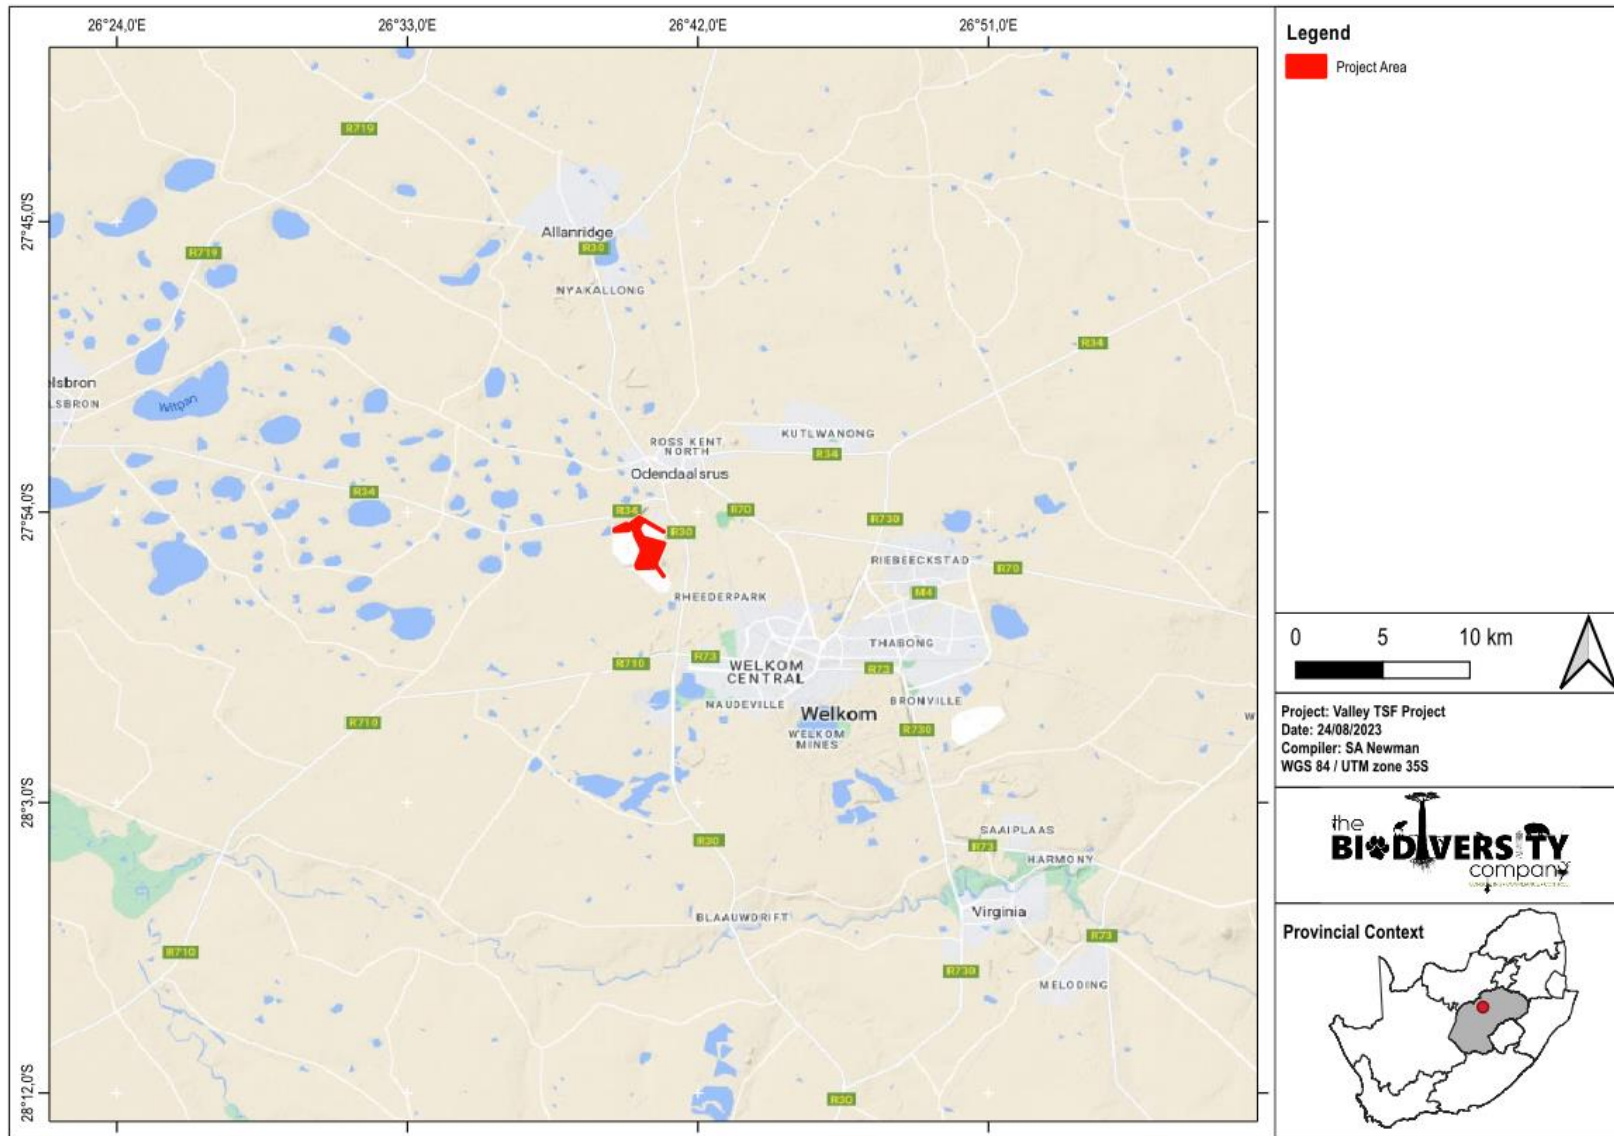 26°24,0'E
26°33,0'E
26°42,0'E
26°51,0'E
27°45,0'S
27°54,0'S
28°3,0'S
28°12,0'S
R719
R719
Allanridge
R30
NYAKALLONG
R34
elsbron
LSBRON
Witpan
ROSS KENT
NORTH
KUTLWANONG
R34
Odendaalsrus
R34
R34
R70
R30
R730
RIEBEECKSTAD
R70
M4
RHEEDERPARK
THABONG
R710
R73
WELKOM
CENTRAL
R73
NAUDEVILLE
BRONVILLE
Welkom
WELKOM
MINES
R730
R710
W
R30
SAAIPLAAS
R73
HARMONY
BLAAUWDRIFT
Virginia
R73
R710
R730
MELODING
R30
Legend
Project Area
0 5 10 km
Project: Valley TSF Project
Date: 24/08/2023
Compiler: SA Newman
WGS 84 / UTM zone 35S
the
BIODIVERSITY
company
Provincial Context